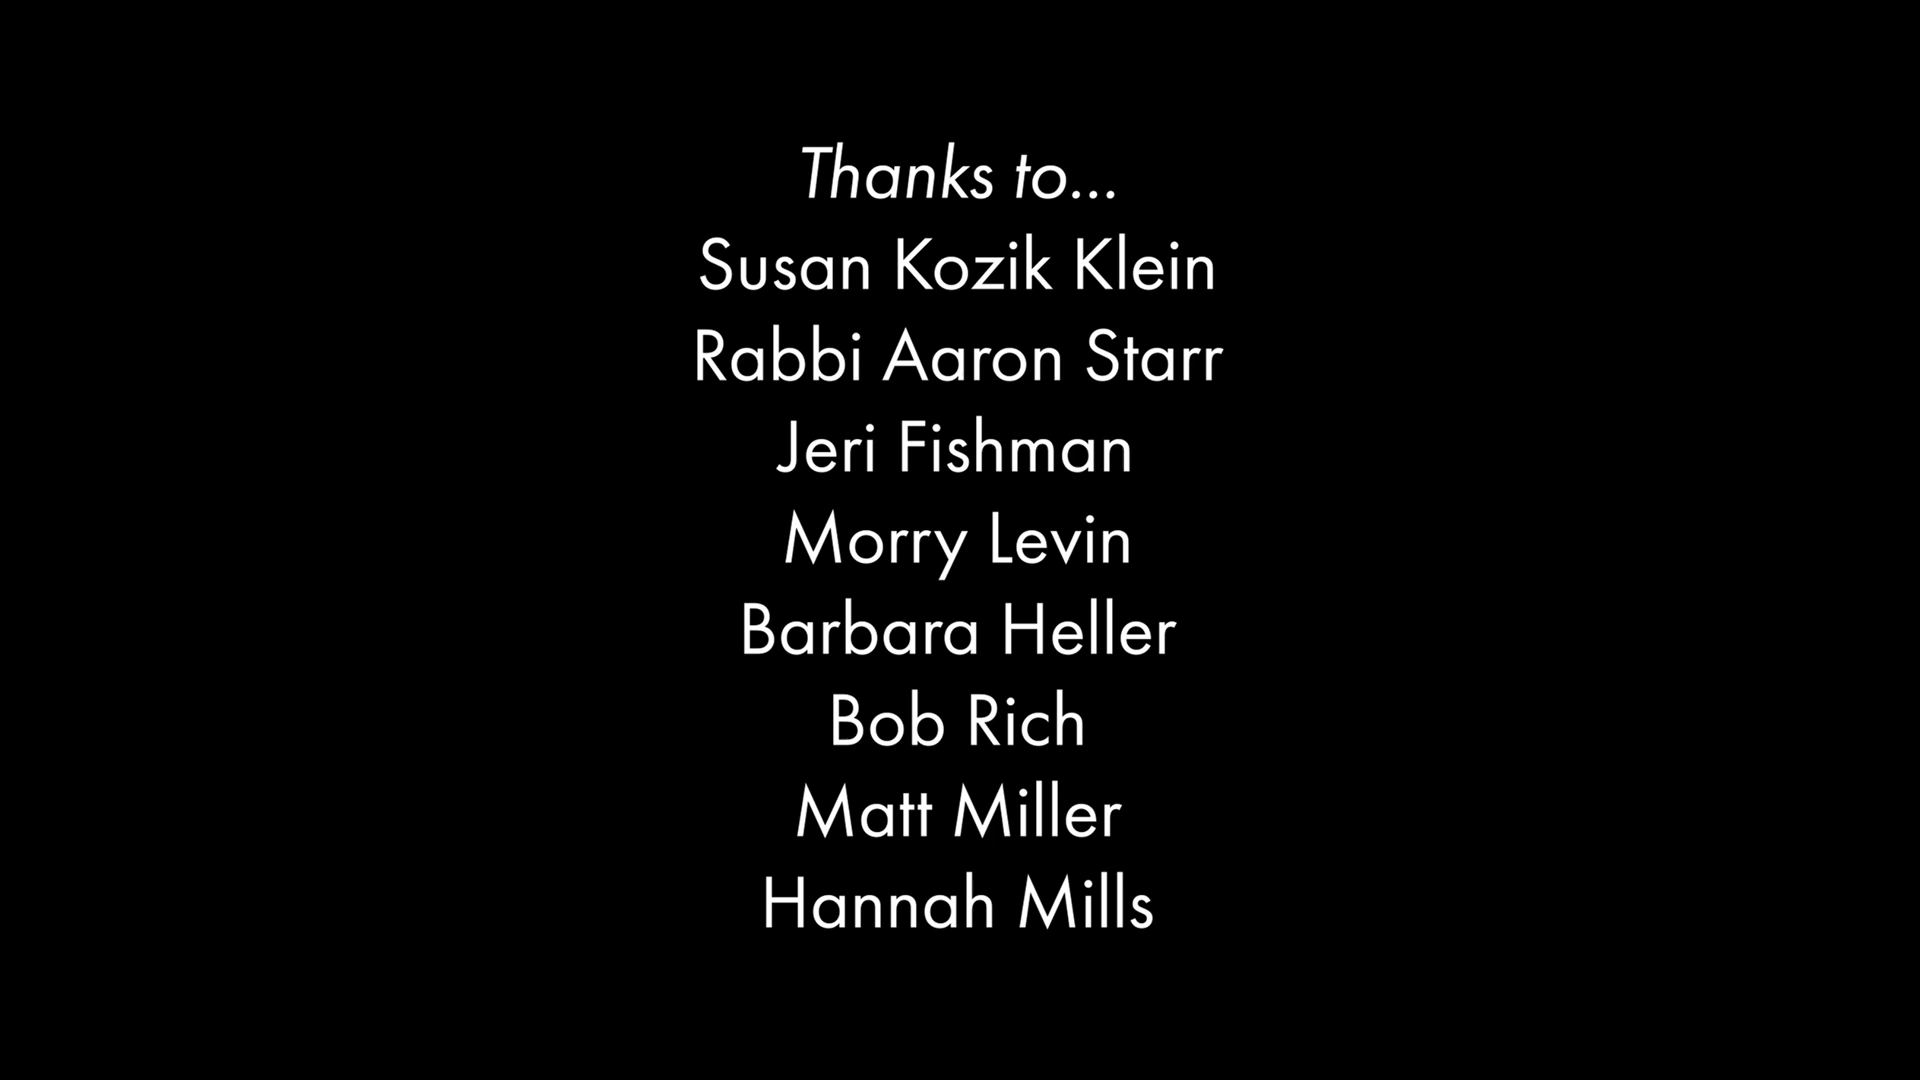 Thanks to...
Susan Kozik Klein
Rabbi Aaron Starr
Jeri Fishman
Morry Levin
Barbara Heller
Bob Rich
Matt Miller
Hannah Mills